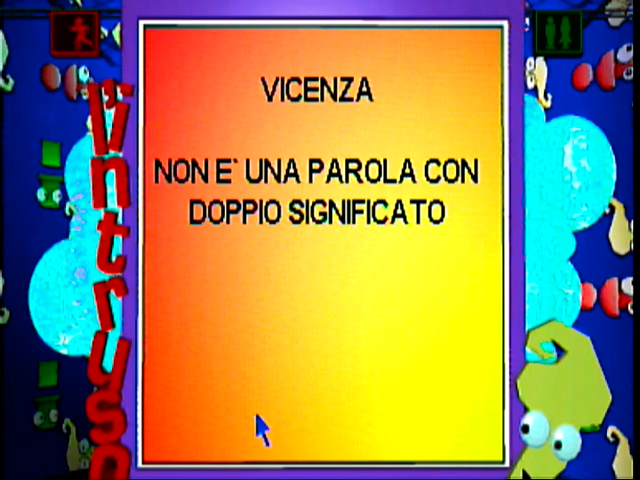 VICENZA
NON E` UNA PAROLA CON
DOPPIO SIGNIFICATO
L'intruso